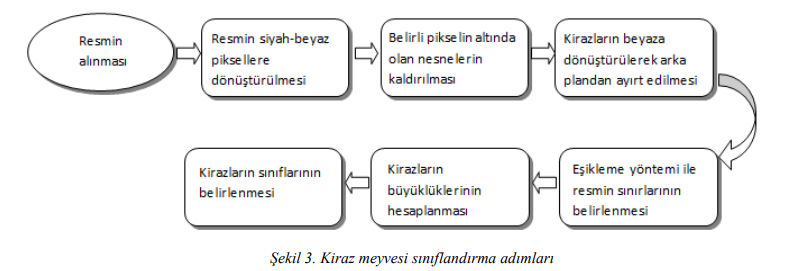 Resmin
alınması
Resmin siyah-beyaz
piksellere
dönüştürülmesi
Belirli pikselin altında
olan nesnelerin
kaldırılması
Kirazların beyaza
dönüştürülerek arka
plandan ayırt edilmesi
Eşikleme yöntemi ile
resmin sınırlarının
belirlenmesi
Kirazların
büyüklüklerinin
hesaplanması
Kirazların sınıflarının
belirlenmesi
Şekil 3. Kiraz meyvesi sınıflandırma adımları